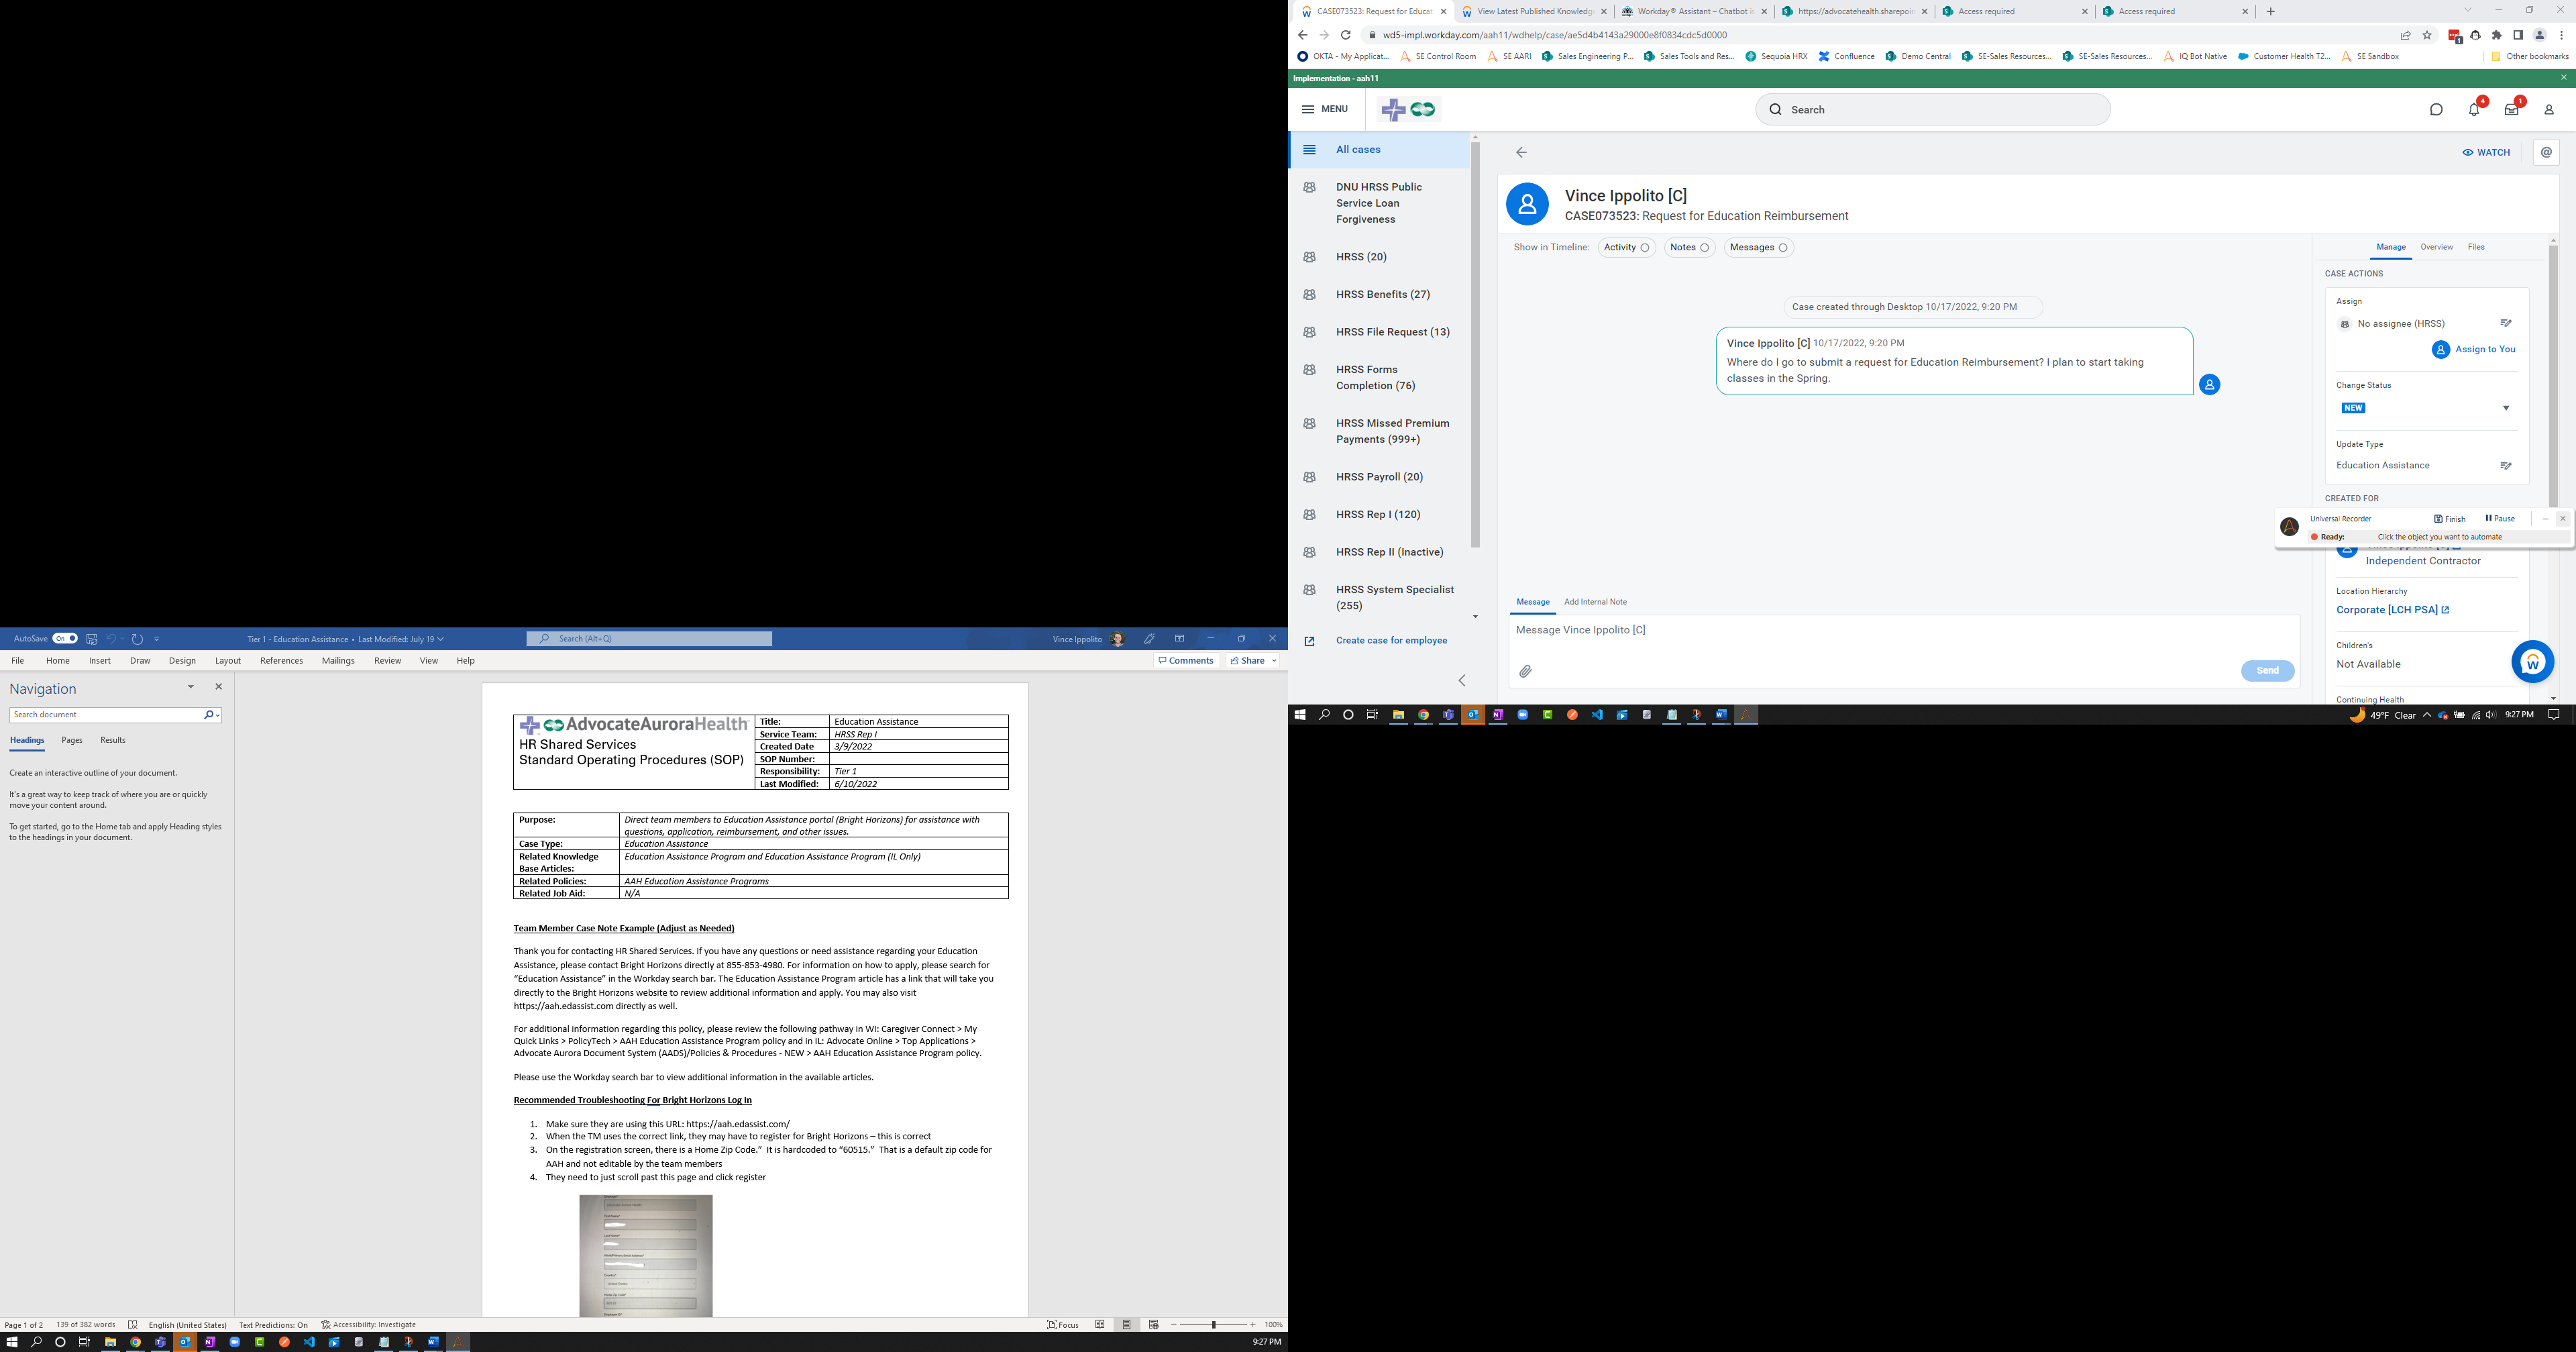 AutoSave On Tier 1 - Education Assistance • Last Modified: July 19 Search (Alt+Q) Vince Ippolito
File Home Insert Draw Design Layout References Mailings Review View Help Comments Share
Navigation
Search document
Headings Pages Results
Create an interactive outline of your document.
It's a great way to keep track of where you are or quickly
move your content around.
To get started, go to the Home tab and apply Heading styles
to the headings in your document.
AdvocateAuroraHealth
HR Shared Services
Standard Operating Procedures (SOP)
Title: Education Assistance
Service Team: HRSS Rep I
Created Date 3/9/2022
SOP Number:
Responsibility: Tier 1
Last Modified: 6/10/2022
Purpose: Direct team members to Education Assistance portal (Bright Horizons) for assistance with
questions, application, reimbursement, and other issues.
Case Type: Education Assistance
Related Knowledge Education Assistance Program and Education Assistance Program (IL Only)
Base Articles:
Related Policies: AAH Education Assistance Programs
Related Job Aid: N/A
Team Member Case Note Example (Adjust as Needed)
Thank you for contacting HR Shared Services. If you have any questions or need assistance regarding your Education
Assistance, please contact Bright Horizons directly at 855-853-4980. For information on how to apply, please search for
“Education Assistance” in the Workday search bar. The Education Assistance Program article has a link that will take you
directly to the Bright Horizons website to review additional information and apply. You may also visit
https://aah.edassist.com directly as well.
For additional information regarding this policy, please review the following pathway in WI: Caregiver Connect > My
Quick Links > PolicyTech > AAH Education Assistance Program policy and in IL: Advocate Online > Top Applications >
Advocate Aurora Document System (AADS)/Policies & Procedures - NEW > AAH Education Assistance Program policy.
Please use the Workday search bar to view additional information in the available articles.
Recommended Troubleshooting For Bright Horizons Log In
1. Make sure they are using this URL: https://aah.edassist.com/
2. When the TM uses the correct link, they may have to register for Bright Horizons – this is correct
3. On the registration screen, there is a Home Zip Code.” It is hardcoded to “60515.” That is a default zip code for
AAH and not editable by the team members
4. They need to just scroll past this page and click register
Page 1 of 2 139 of 382 words English (United States) Text Predictions: On Accessibility: Investigate Focus 100%
9:27 PM
CASE073523: Request for Educat View Latest Published Knowledg Workday® Assistant – Chatbot i https://advocatehealth.sharepoin Access required Access required
wd5-impl.workday.com/aah11/wdhelp/case/ae5d4b4143a29000e8f0834cdc5d0000
OKTA - My Applicat... SE Control Room SE AARI Sales Engineering P... Sales Tools and Res... Sequoia HRX Confluence Demo Central SE-Sales Resources... SE-Sales Resources... IQ Bot Native Customer Health T2... SE Sandbox Other bookmarks
Implementation - aah11
MENU Search 4 1
All cases
DNU HRSS Public
Service Loan
Forgiveness
HRSS (20)
HRSS Benefits (27)
HRSS File Request (13)
HRSS Forms
Completion (76)
HRSS Missed Premium
Payments (999+)
HRSS Payroll (20)
HRSS Rep I (120)
HRSS Rep II (Inactive)
HRSS System Specialist
(255)
Create case for employee
WATCH @
Vince Ippolito [C]
CASE073523: Request for Education Reimbursement
Show in Timeline: Activity Notes Messages
Case created through Desktop 10/17/2022, 9:20 PM
Vince Ippolito [C] 10/17/2022, 9:20 PM
Where do I go to submit a request for Education Reimbursement? I plan to start taking
classes in the Spring.
Message Add Internal Note
Message Vince Ippolito [C]
Send
Manage Overview Files
CASE ACTIONS
Assign
No assignee (HRSS)
Assign to You
Change Status
NEW
Update Type
Education Assistance
CREATED FOR
Universal Recorder Finish Pause
Ready: Click the object you want to automate
Independent Contractor
Location Hierarchy
Corporate [LCH PSA]
Children's
Not Available
Continuing Health
49°F Clear 9:27 PM